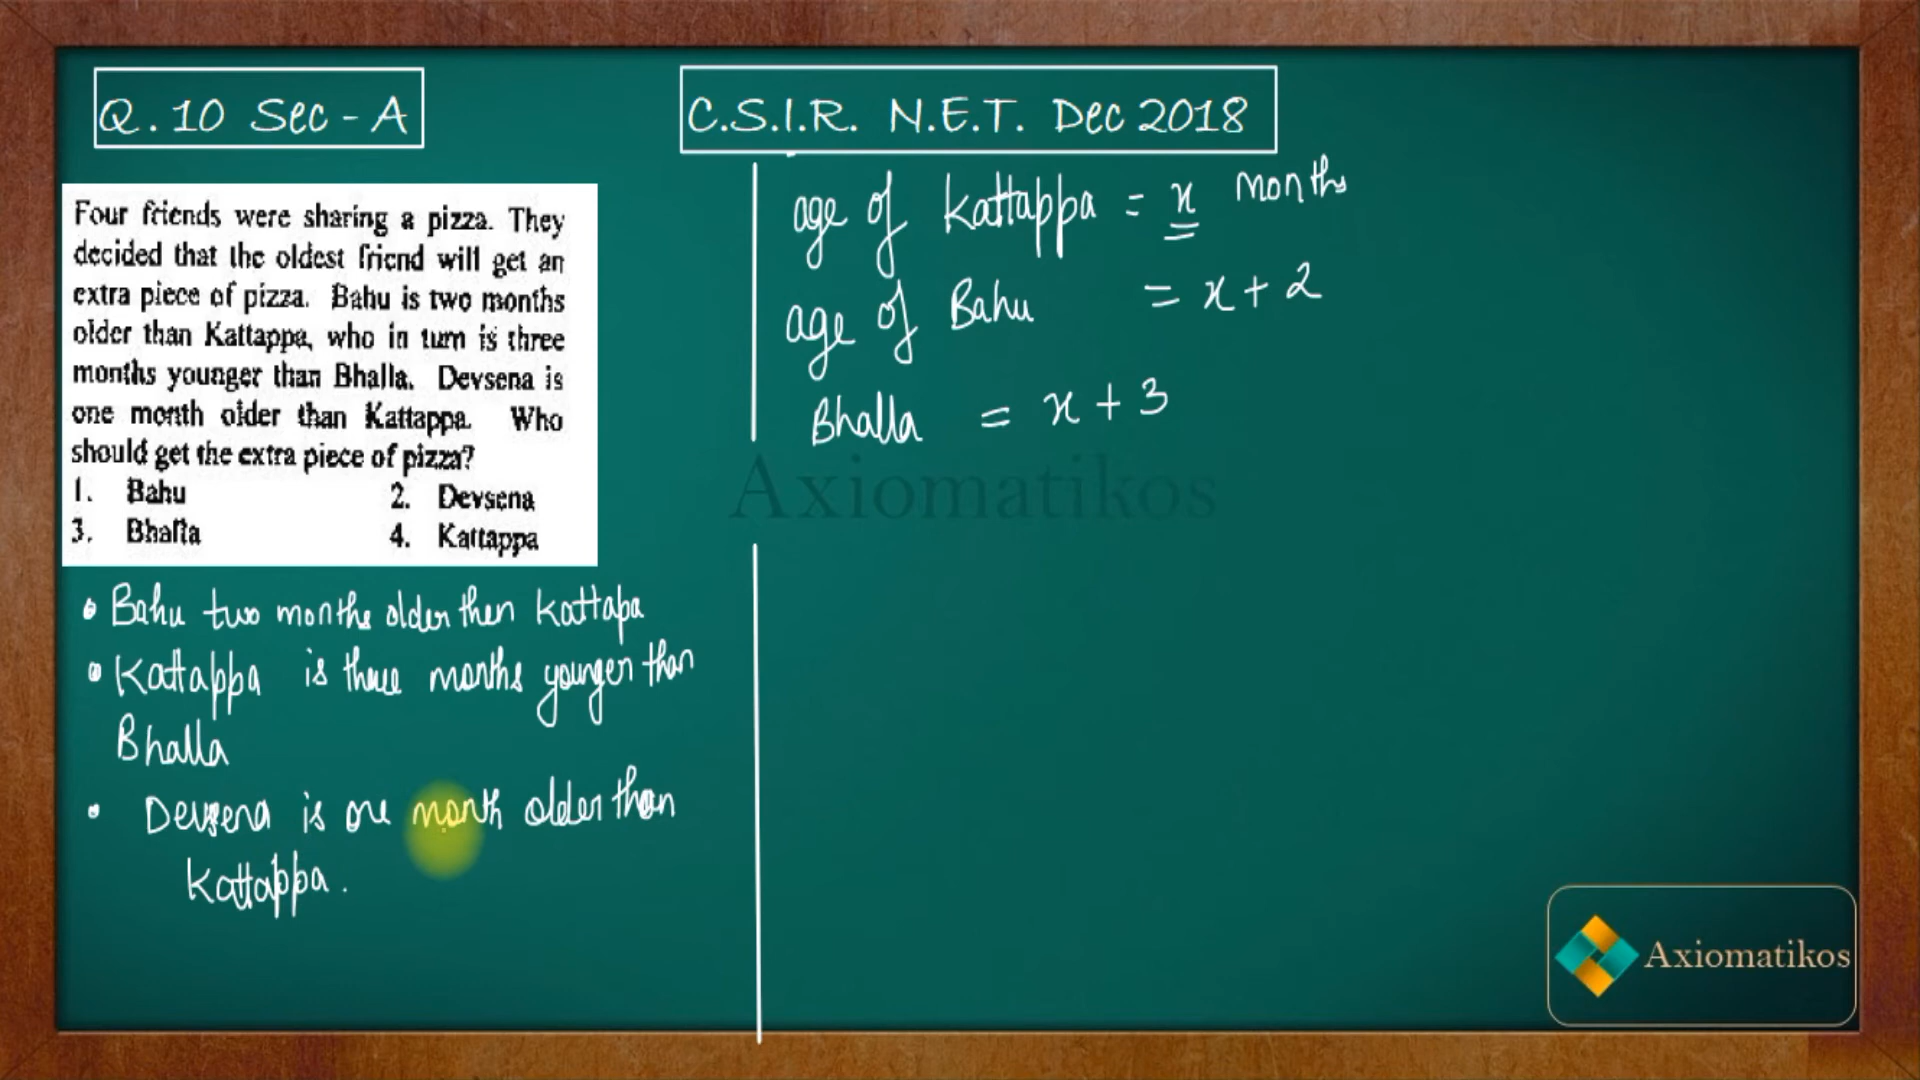 Q.10 Sec - A
C.S.I.R. N.E.T. Dec 2018
Four friends were sharing a pizza. They
decided that the oldest friend will get an
extra piece of pizza. Bahu is two months
older than Kattappa, who in turn is three
months younger than Bhalla. Devsena is
one month older than Kattappa. Who
should get the extra piece of pizza?
1. Bahu 2. Devsena
3. Bhalla 4. Kattappa
• Bahu two months older then Kattapa
• Kattappa is three months younger than
Bhalla
• Devsena is one month older than
Kattappa.
age of Kattappa = x months
age of Bahu = x + 2
Bhalla = x + 3
Axiomatikos
Axiomatikos